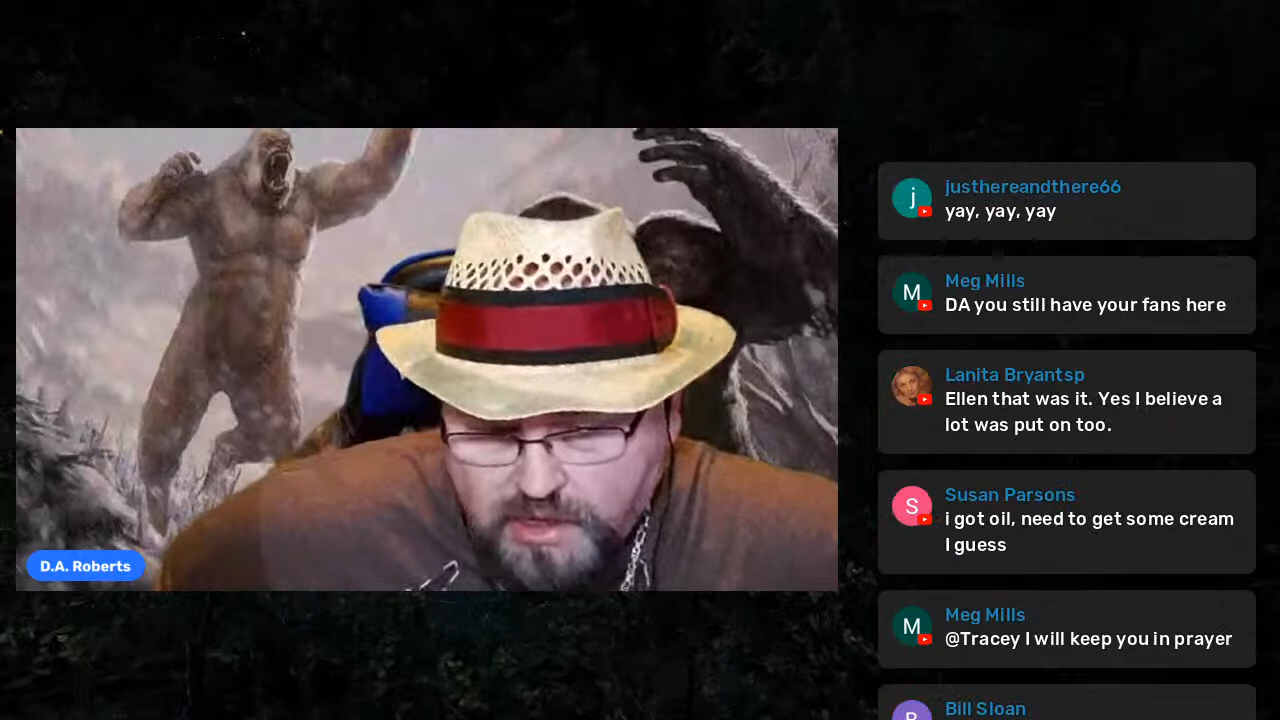 D.A. Roberts
j
justhereandthere66
yay, yay, yay
M
Meg Mills
DA you still have your fans here
Lanita Bryantsp
Ellen that was it. Yes I believe a
lot was put on too.
S
Susan Parsons
i got oil, need to get some cream
I guess
M
Meg Mills
@Tracey I will keep you in prayer
B
Bill Sloan